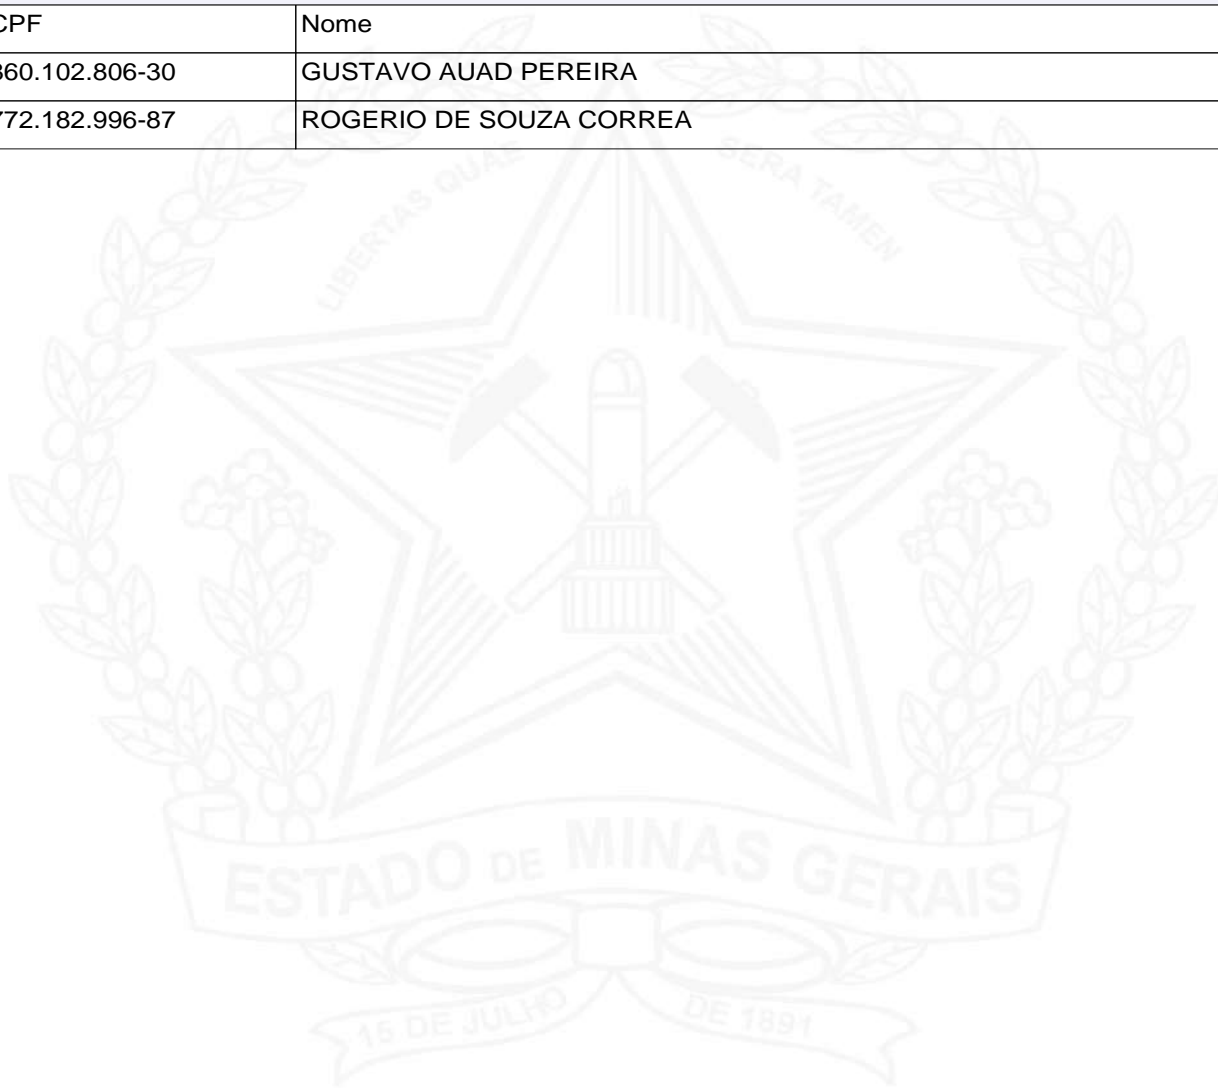 CPF Nome
360.102.806-30 GUSTAVO AUAD PEREIRA
772.182.996-87 ROGERIO DE SOUZA CORREA
LIBERTAS QUAE SERA TAMEN
ESTADO DE MINAS GERAIS
15 DE JULHO DE 1891